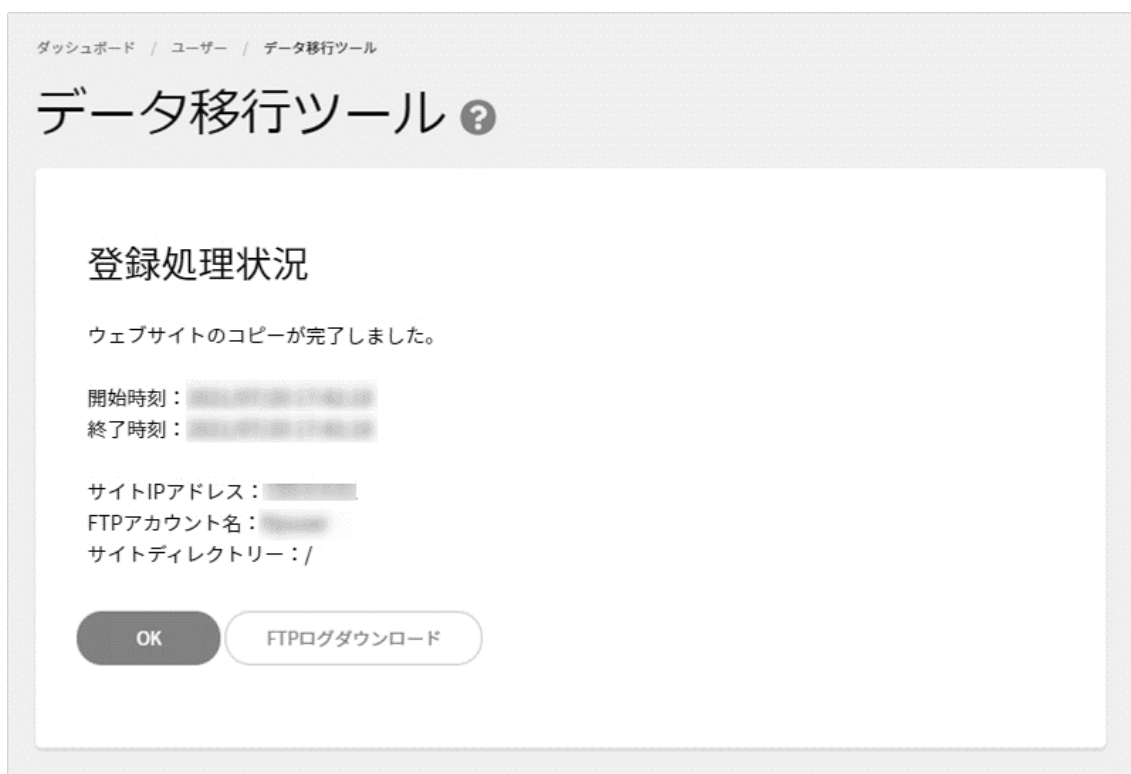 ダッシュボード / ユーザー / データ移行ツール
データ移行ツール ?
登録処理状況
ウェブサイトのコピーが完了しました。
開始時刻：
終了時刻：
サイトIPアドレス：
FTPアカウント名：
サイトディレクトリー：/
OK FTPログダウンロード